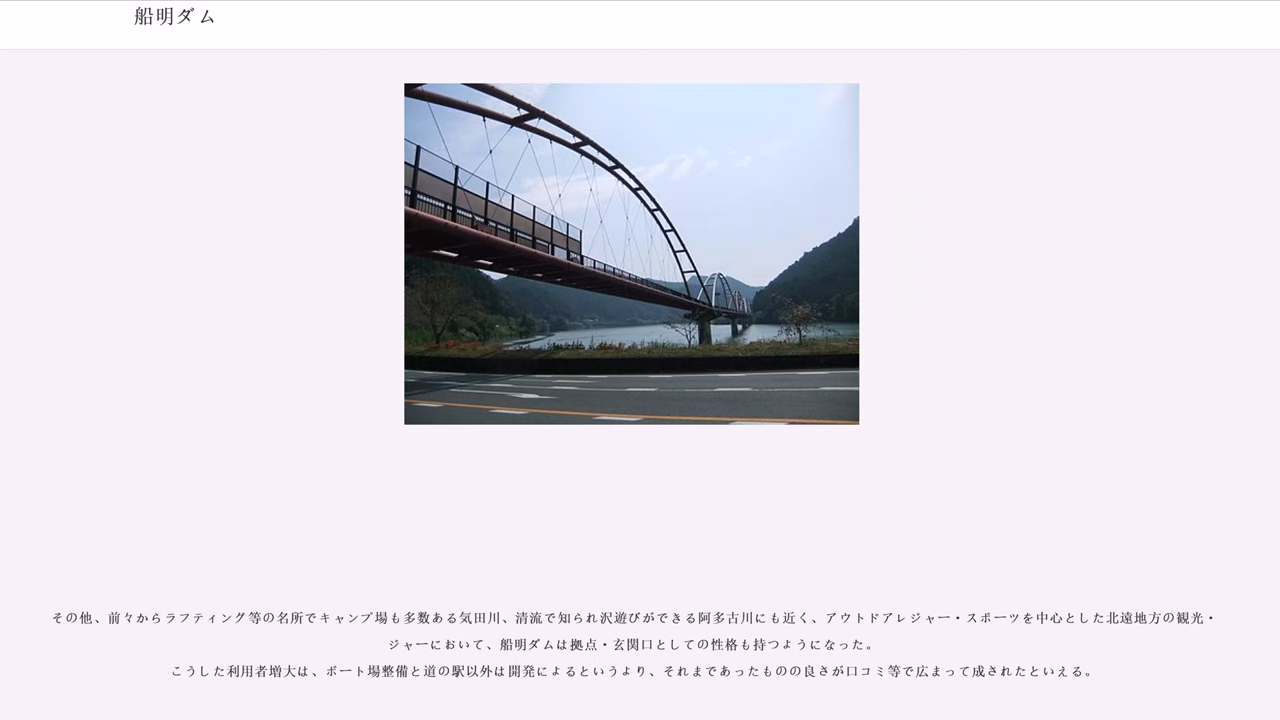 船明ダム
その他、前々からラフティング等の名所でキャンプ場も多数ある気田川、清流で知られ沢遊びができる阿多古川にも近く、アウトドアレジャー・スポーツを中心とした北遠地方の観光・
ジャーにおいて、船明ダムは拠点・玄関口としての性格も持つようになった。
こうした利用者増大は、ボート場整備と道の駅以外は開発によるというより、それまであったものの良さが口コミ等で広まって成されたといえる。